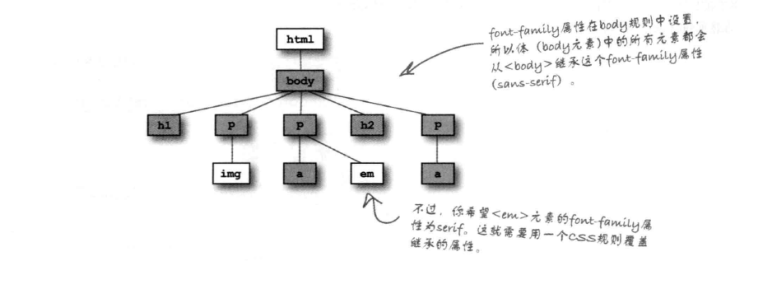 font-family属性在body规则中设置，
所以体（body元素）中的所有元素都会
从<body>继承这个font-family属性
（sans-serif）。
html
body
h1 p p h2 p
img a em a
不过，你希望<em>元素的font-family属
性为serif。这就需要用一个CSS规则覆盖
继承的属性。